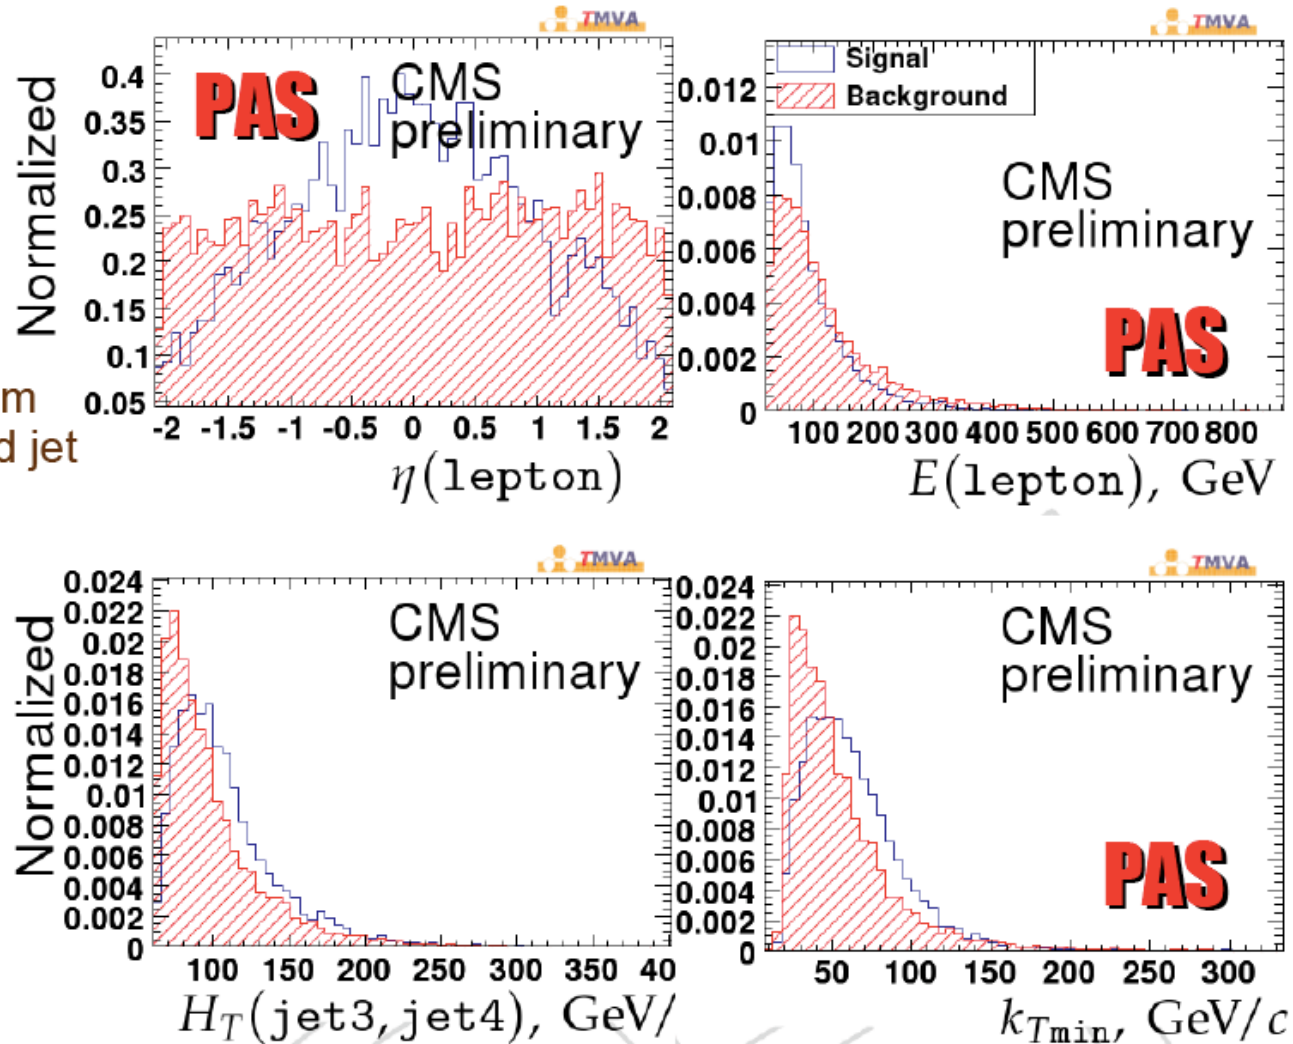 TMVA
0.4
0.35
0.3
0.25
0.2
0.15
0.1
0.05
Normalized
PAS
CMS
preliminary
-2 -1.5 -1 -0.5 0 0.5 1 1.5 2
η(lepton)
m
d jet
TMVA
Signal
Background
0.012
0.01
0.008
0.006
0.004
0.002
0
CMS
preliminary
PAS
100 200 300 400 500 600 700 800
E(lepton), GeV
TMVA
0.024
0.022
0.02
0.018
0.016
0.014
0.012
0.01
0.008
0.006
0.004
0.002
0
Normalized
CMS
preliminary
100 150 200 250 300 350 40
H_T(jet3,jet4), GeV/
TMVA
0.024
0.022
0.02
0.018
0.016
0.014
0.012
0.01
0.008
0.006
0.004
0.002
0
CMS
preliminary
PAS
50 100 150 200 250 300
k_Tmin, GeV/c